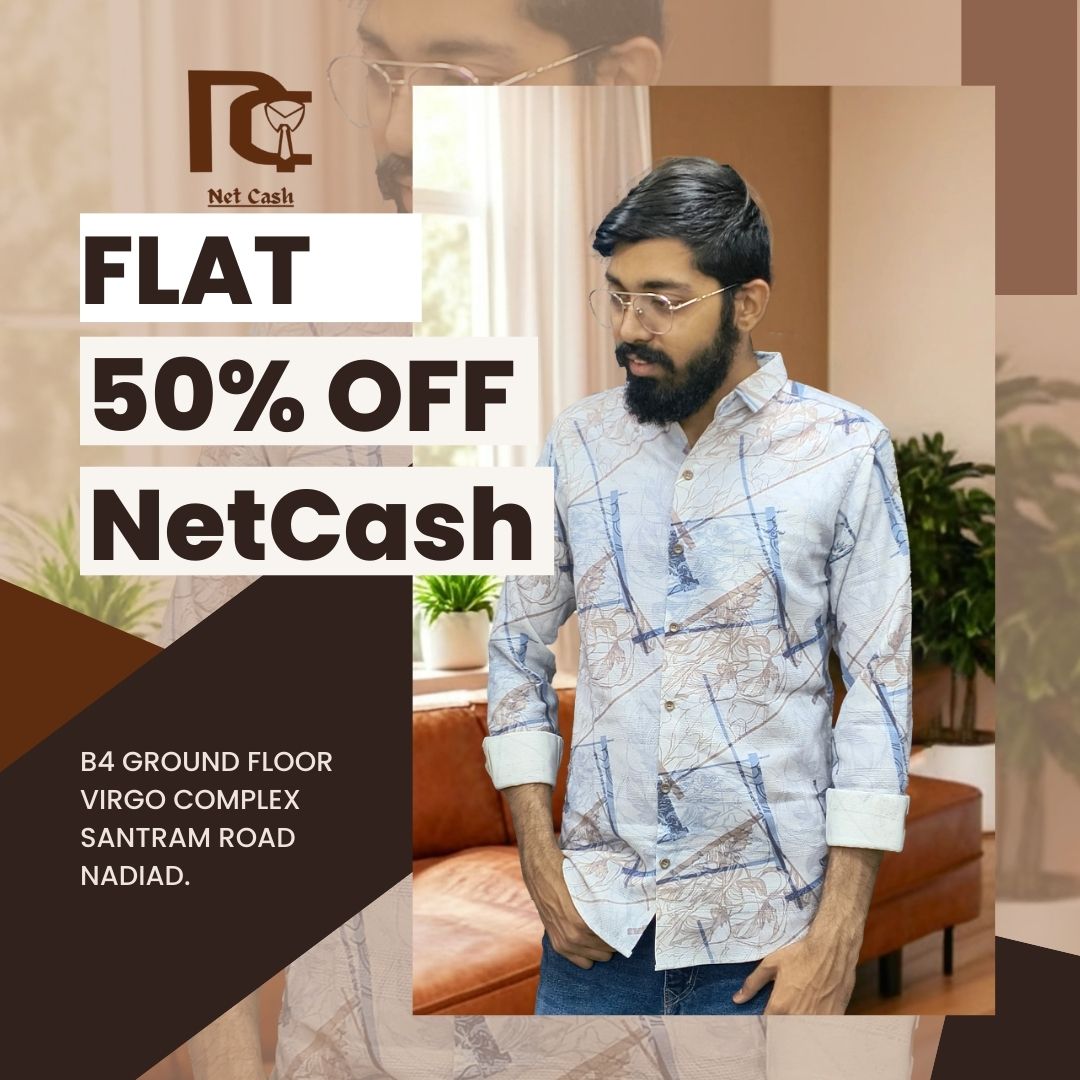 Net Cash
FLAT
50% OFF
NetCash
B4 GROUND FLOOR
VIRGO COMPLEX
SANTRAM ROAD
NADIAD.